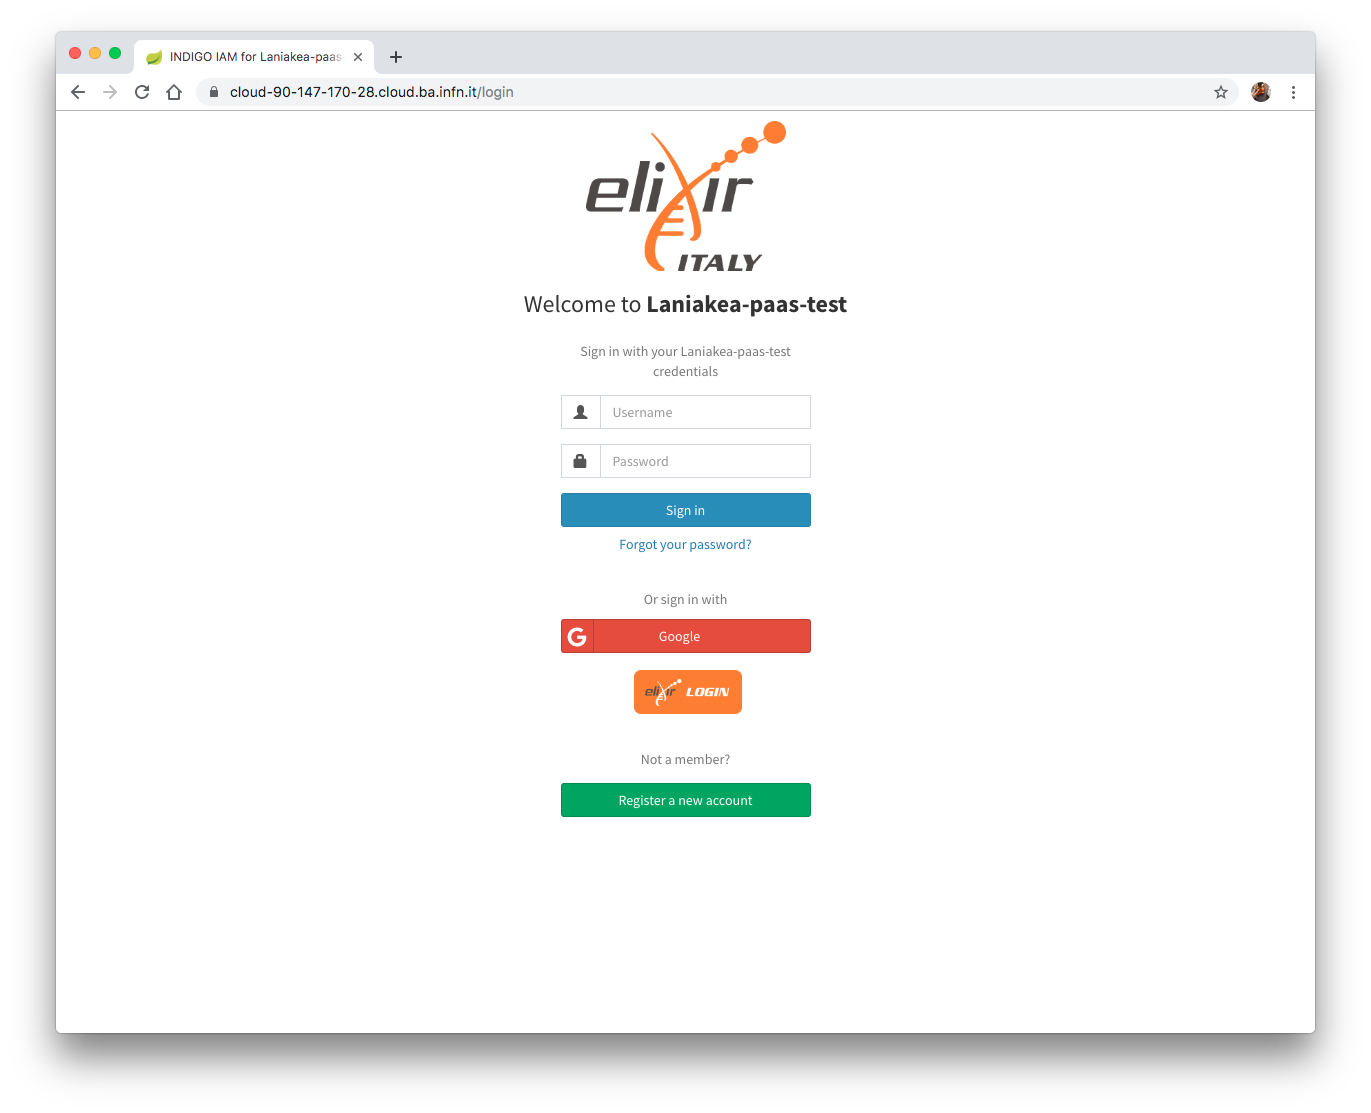 INDIGO IAM for Laniakea-paas-
cloud-90-147-170-28.cloud.ba.infn.it/login
elixir
ITALY
Welcome to Laniakea-paas-test
Sign in with your Laniakea-paas-test
credentials
Username
Password
Sign in
Forgot your password?
Or sign in with
G Google
elixir LOGIN
Not a member?
Register a new account